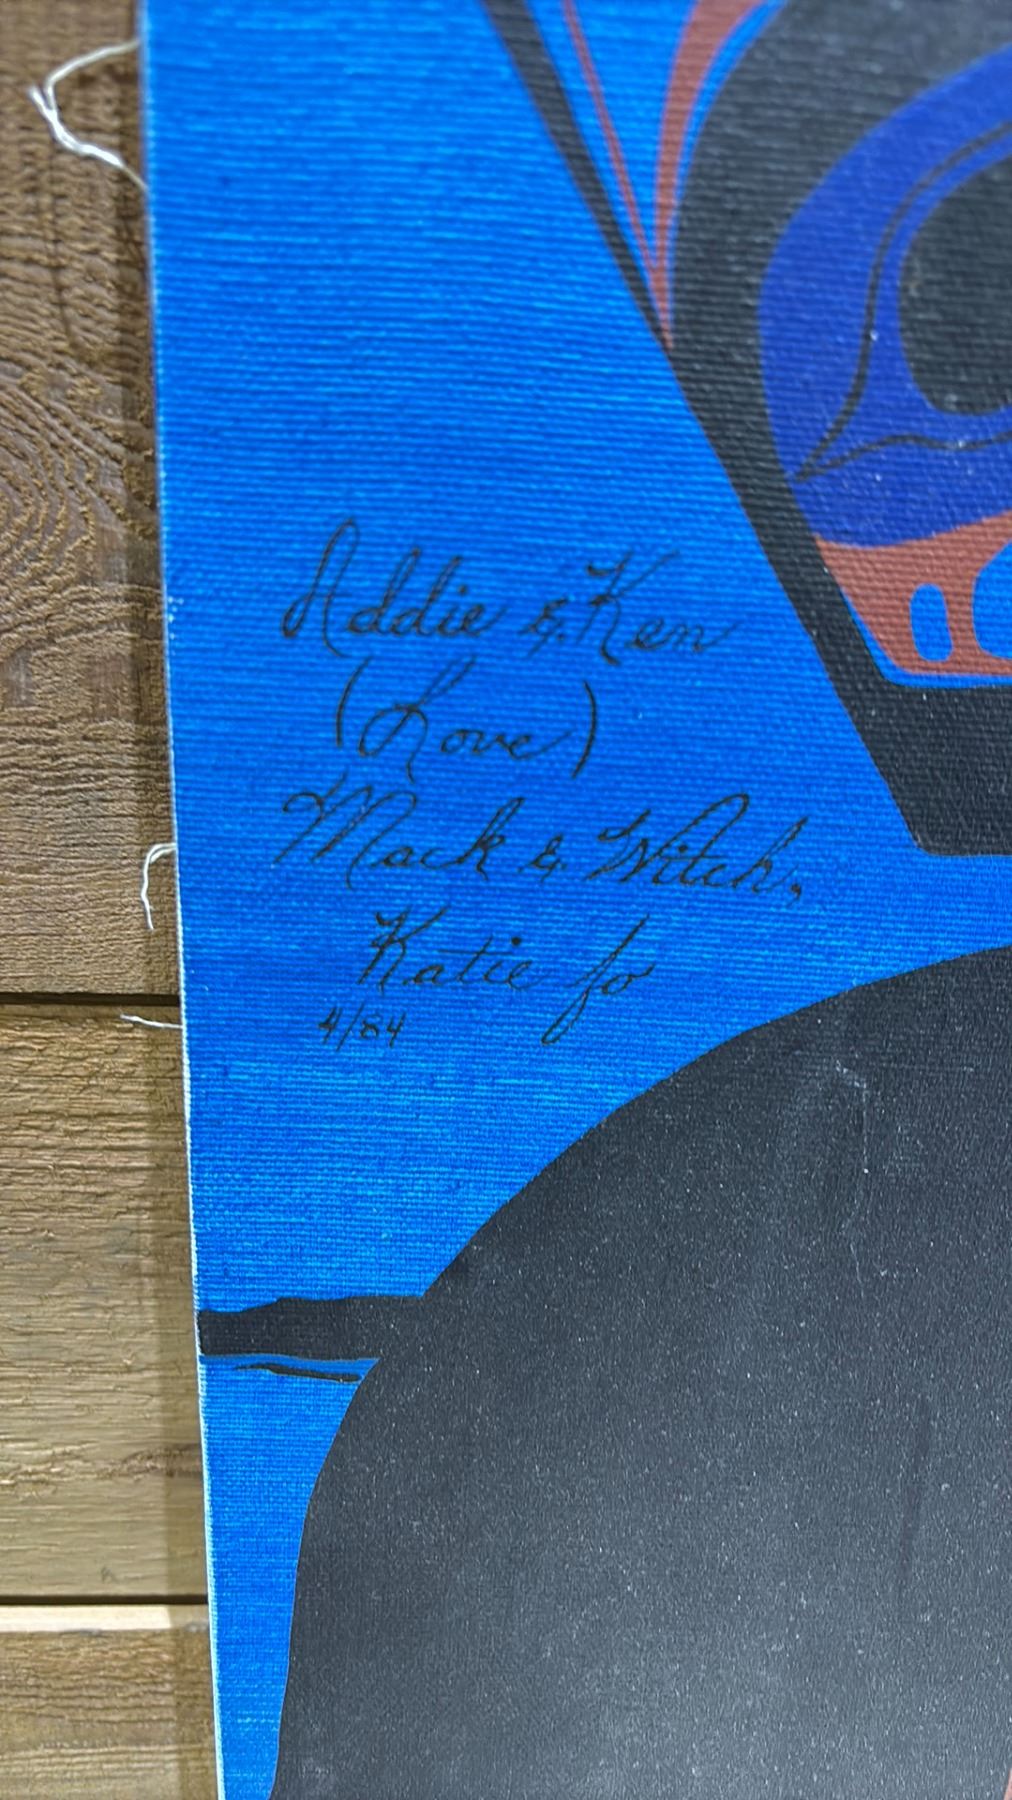 Addie & Ken
(Love)
Mack & Witch,
Katie Jo
4/84